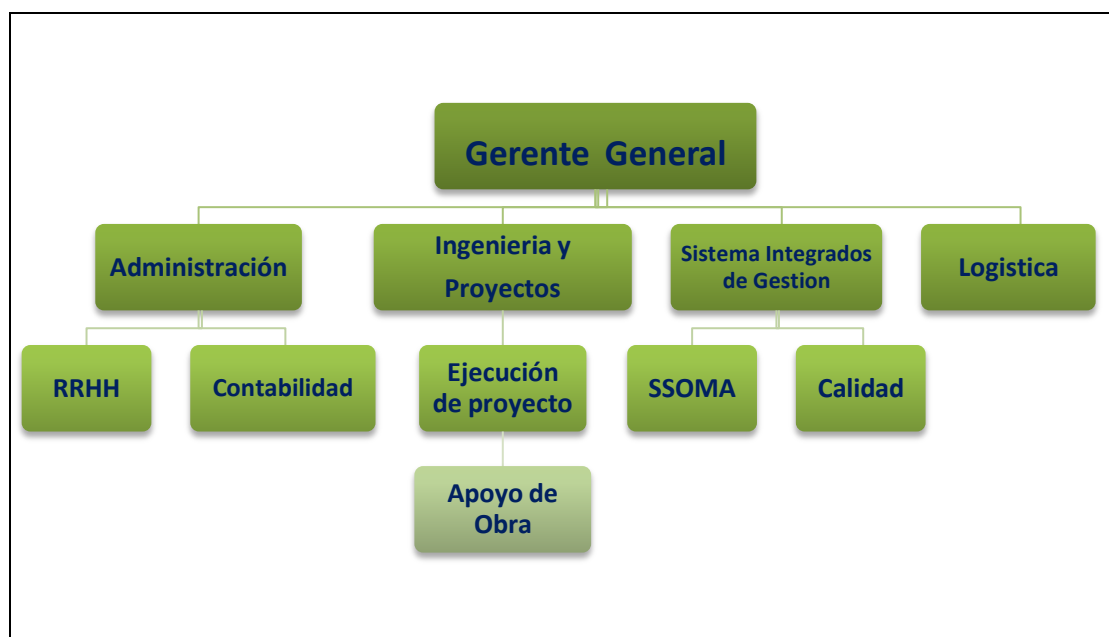 Gerente General
Administración
Ingenieria y
Proyectos
Sistema Integrados
de Gestion
Logistica
RRHH
Contabilidad
Ejecución
de proyecto
SSOMA
Calidad
Apoyo de
Obra